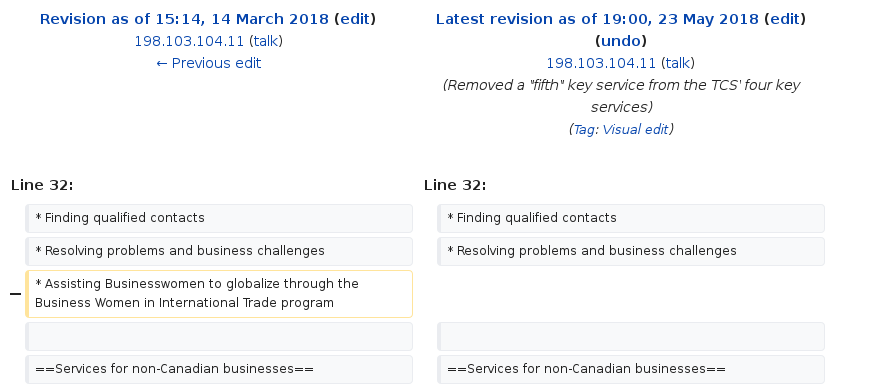 Revision as of 15:14, 14 March 2018 (edit)
198.103.104.11 (talk)
← Previous edit
Latest revision as of 19:00, 23 May 2018 (edit)
(undo)
198.103.104.11 (talk)
(Removed a "fifth" key service from the TCS' four key
services)
(Tag: Visual edit)
Line 32:
Line 32:
* Finding qualified contacts
* Finding qualified contacts
* Resolving problems and business challenges
* Resolving problems and business challenges
− * Assisting Businesswomen to globalize through the
Business Women in International Trade program
==Services for non-Canadian businesses==
==Services for non-Canadian businesses==